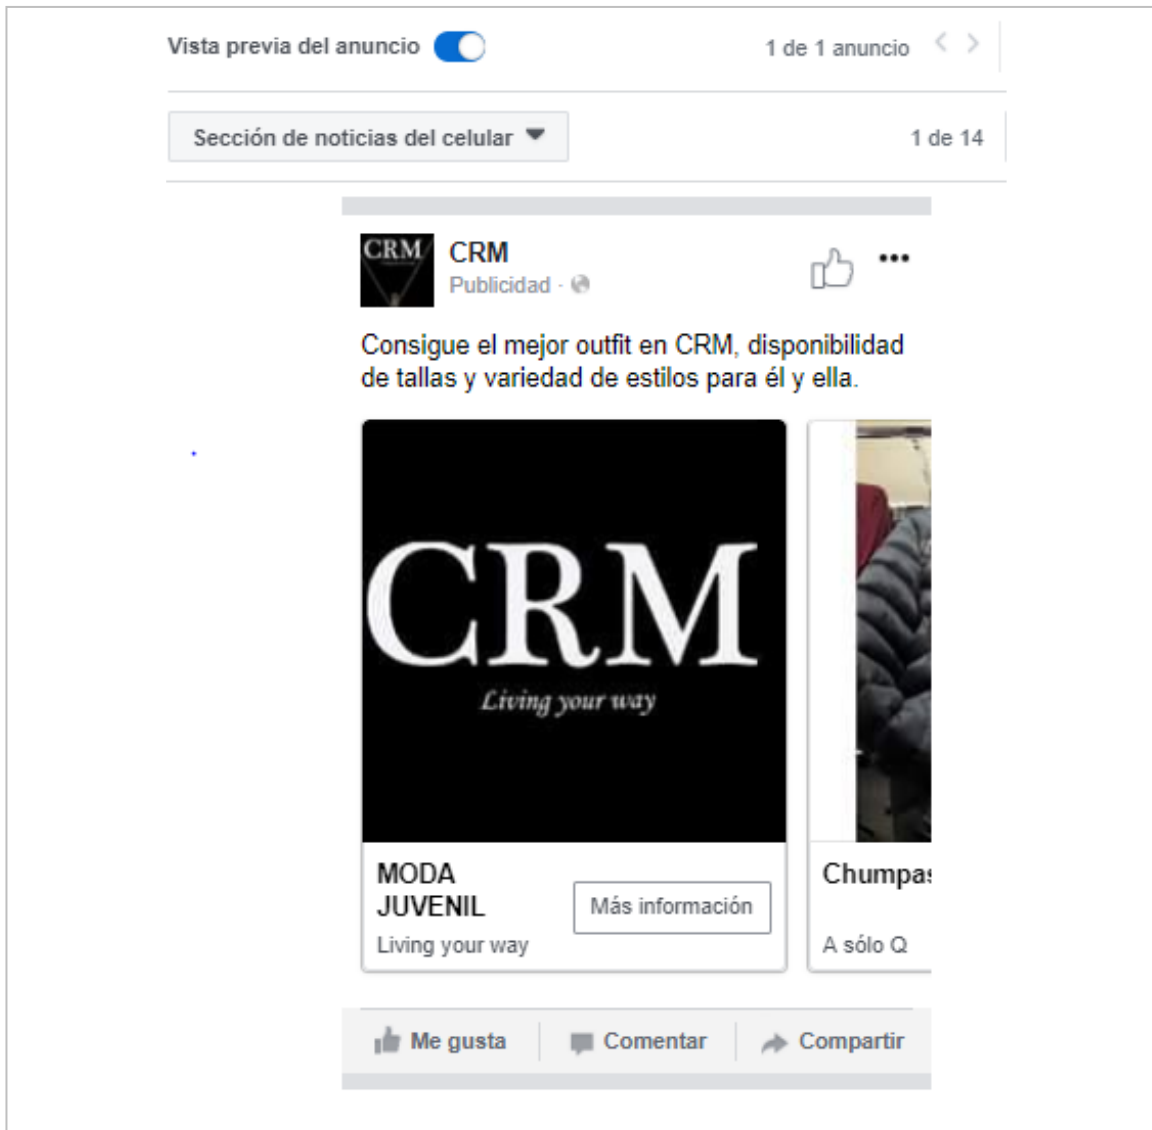 Vista previa del anuncio
1 de 1 anuncio
Sección de noticias del celular
1 de 14
CRM
CRM
Publicidad ·
Consigue el mejor outfit en CRM, disponibilidad
de tallas y variedad de estilos para él y ella.
CRM
Living your way
MODA
JUVENIL
Más información
Living your way
Chumpas
A sólo Q
Me gusta
Comentar
Compartir